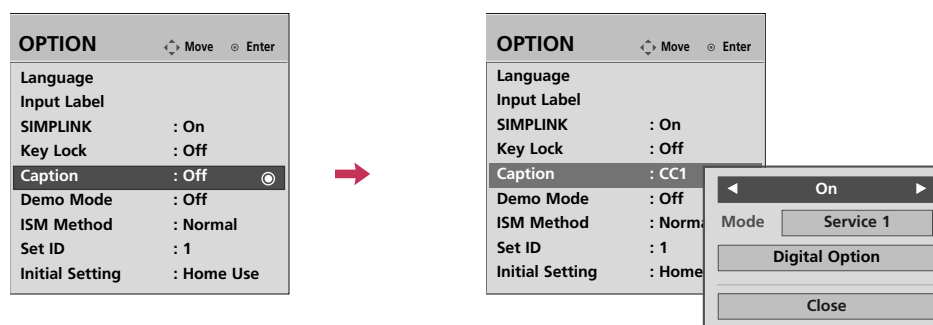 OPTION Move Enter
Language
Input Label
SIMPLINK : On
Key Lock : Off
Caption : Off
Demo Mode : Off
ISM Method : Normal
Set ID : 1
Initial Setting : Home Use
OPTION Move Enter
Language
Input Label
SIMPLINK : On
Key Lock : Off
Caption : CC1
Demo Mode : Off
ISM Method : Norma
Set ID : 1
Initial Setting : Home
On
Mode Service 1
Digital Option
Close